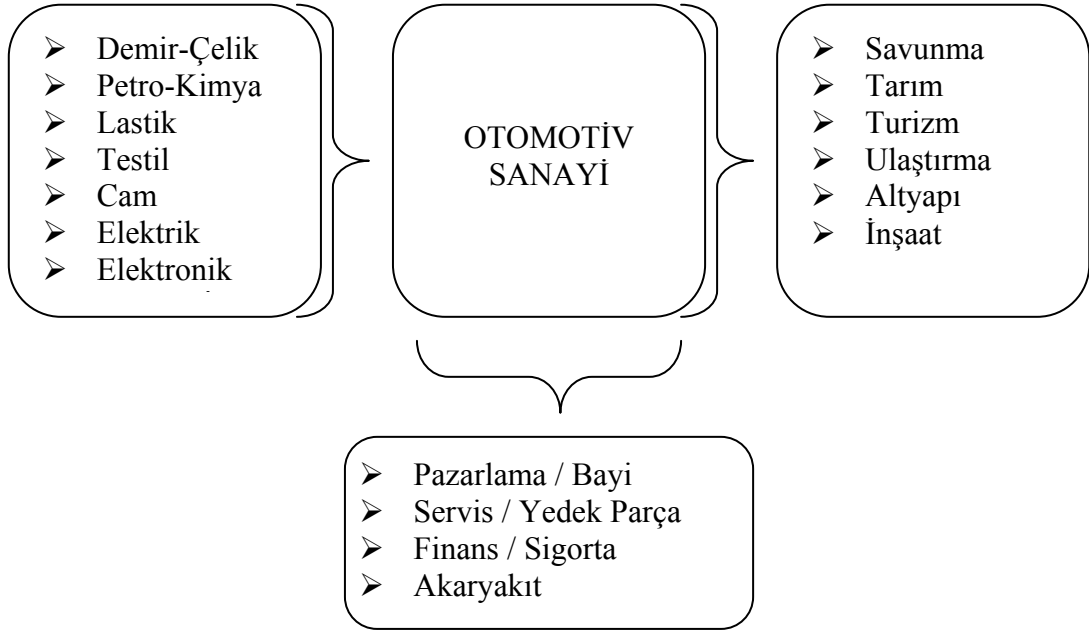 Demir-Çelik
Petro-Kimya
Lastik
Testil
Cam
Elektrik
Elektronik
OTOMOTİV
SANAYİ
Savunma
Tarım
Turizm
Ulaştırma
Altyapı
İnşaat
Pazarlama / Bayi
Servis / Yedek Parça
Finans / Sigorta
Akaryakıt